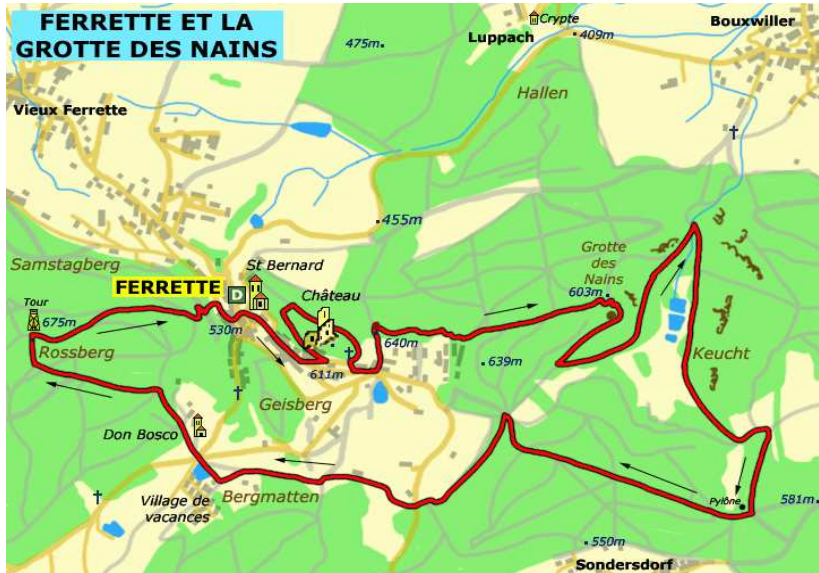 FERRETTE ET LA
GROTTE DES NAINS
475m
Crypte
Luppach
409m
Bouxwiller
Hallen
Vieux Ferrette
455m
Samstagberg
St Bernard
FERRETTE
D
Château
Grotte
des
Nains
603m
Tour
675m
530m
640m
Rossberg
611m
639m
Keucht
Geisberg
Don Bosco
Village de
vacances
Bergmatten
Pylône
581m
550m
Sondersdorf